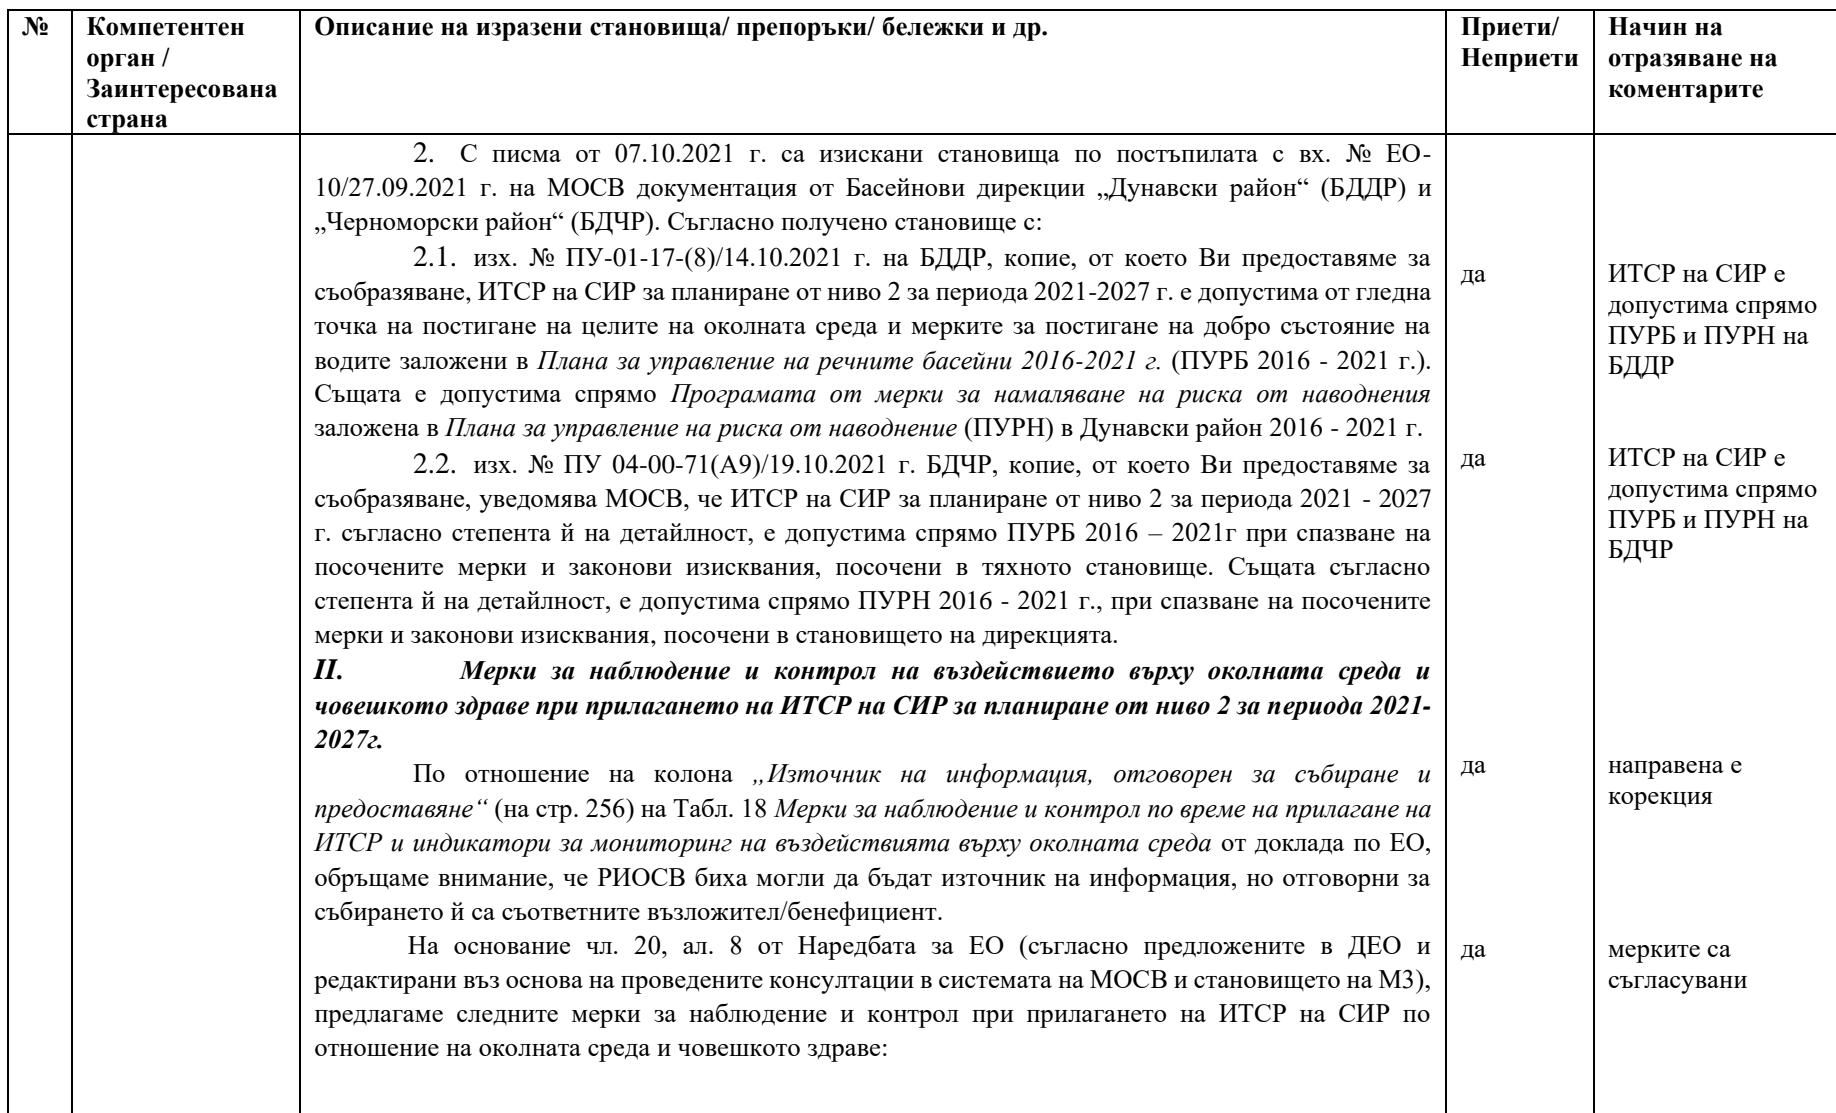 №
Компетентен
орган /
Заинтересована
страна
Описание на изразени становища/ препоръки/ бележки и др.
Приети/
Неприети
Начин на
отразяване на
коментарите
2. С писма от 07.10.2021 г. са изискани становища по постъпилата с вх. № ЕО-
10/27.09.2021 г. на МОСВ документация от Басейнови дирекции „Дунавски район“ (БДДР) и
„Черноморски район“ (БДЧР). Съгласно получено становище с:
2.1. изх. № ПУ-01-17-(8)/14.10.2021 г. на БДДР, копие, от което Ви предоставяме за
съобразяване, ИТСР на СИР за планиране от ниво 2 за периода 2021-2027 г. е допустима от гледна
точка на постигане на целите на околната среда и мерките за постигане на добро състояние на
водите заложени в Плана за управление на речните басейни 2016-2021 г. (ПУРБ 2016 - 2021 г.).
Същата е допустима спрямо Програмата от мерки за намаляване на риска от наводнения
заложена в Плана за управление на риска от наводнение (ПУРН) в Дунавски район 2016 - 2021 г.
да
ИТСР на СИР е
допустима спрямо
ПУРБ и ПУРН на
БДДР
2.2. изх. № ПУ 04-00-71(А9)/19.10.2021 г. БДЧР, копие, от което Ви предоставяме за
съобразяване, уведомява МОСВ, че ИТСР на СИР за планиране от ниво 2 за периода 2021 - 2027
г. съгласно степента й на детайлност, е допустима спрямо ПУРБ 2016 – 2021г при спазване на
посочените мерки и законови изисквания, посочени в тяхното становище. Същата съгласно
степента й на детайлност, е допустима спрямо ПУРН 2016 - 2021 г., при спазване на посочените
мерки и законови изисквания, посочени в становището на дирекцията.
да
ИТСР на СИР е
допустима спрямо
ПУРБ и ПУРН на
БДЧР
II. Мерки за наблюдение и контрол на въздействието върху околната среда и
човешкото здраве при прилагането на ИТСР на СИР за планиране от ниво 2 за периода 2021-
2027г.
По отношение на колона „Източник на информация, отговорен за събиране и
предоставяне“ (на стр. 256) на Табл. 18 Мерки за наблюдение и контрол по време на прилагане на
ИТСР и индикатори за мониторинг на въздействията върху околната среда от доклада по ЕО,
обръщаме внимание, че РИОСВ биха могли да бъдат източник на информация, но отговорни за
събирането й са съответните възложител/бенефициент.
да
направена е
корекция
На основание чл. 20, ал. 8 от Наредбата за ЕО (съгласно предложените в ДЕО и
редактирани въз основа на проведените консултации в системата на МОСВ и становището на МЗ),
предлагаме следните мерки за наблюдение и контрол при прилагането на ИТСР на СИР по
отношение на околната среда и човешкото здраве:
да
мерките са
съгласувани